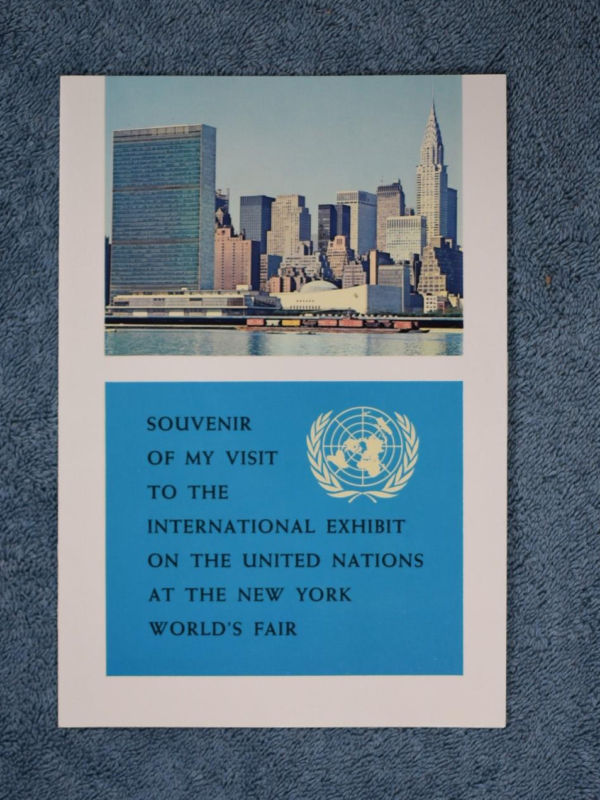 SOUVENIR
OF MY VISIT
TO THE
INTERNATIONAL EXHIBIT
ON THE UNITED NATIONS
AT THE NEW YORK
WORLD'S FAIR